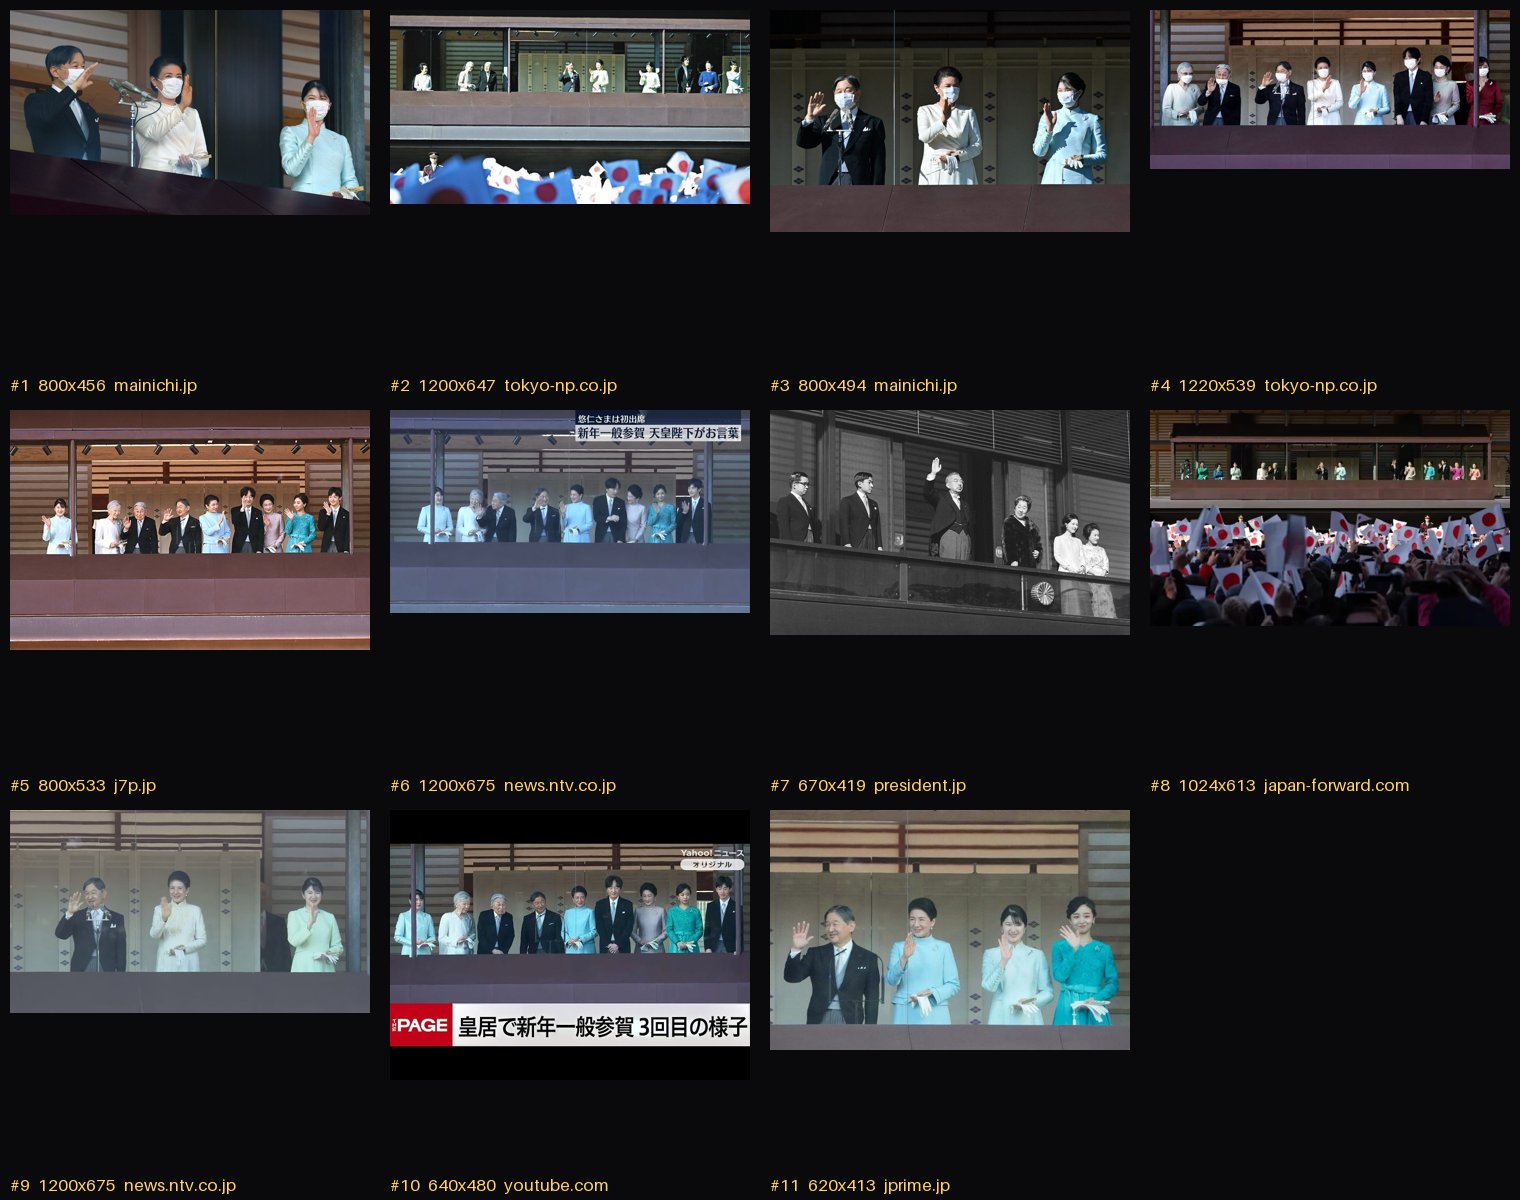 #1 800x456 mainichi.jp
#2 1200x647 tokyo-np.co.jp
#3 800x494 mainichi.jp
#4 1220x539 tokyo-np.co.jp
悠仁さまは初出席
新年一般参賀 天皇陛下がお言葉
#5 800x533 j7p.jp
#6 1200x675 news.ntv.co.jp
#7 670x419 president.jp
#8 1024x613 japan-forward.com
Yahoo!ニュース
オリジナル
THE PAGE
皇居で新年一般参賀 3回目の様子
#9 1200x675 news.ntv.co.jp
#10 640x480 youtube.com
#11 620x413 jprime.jp